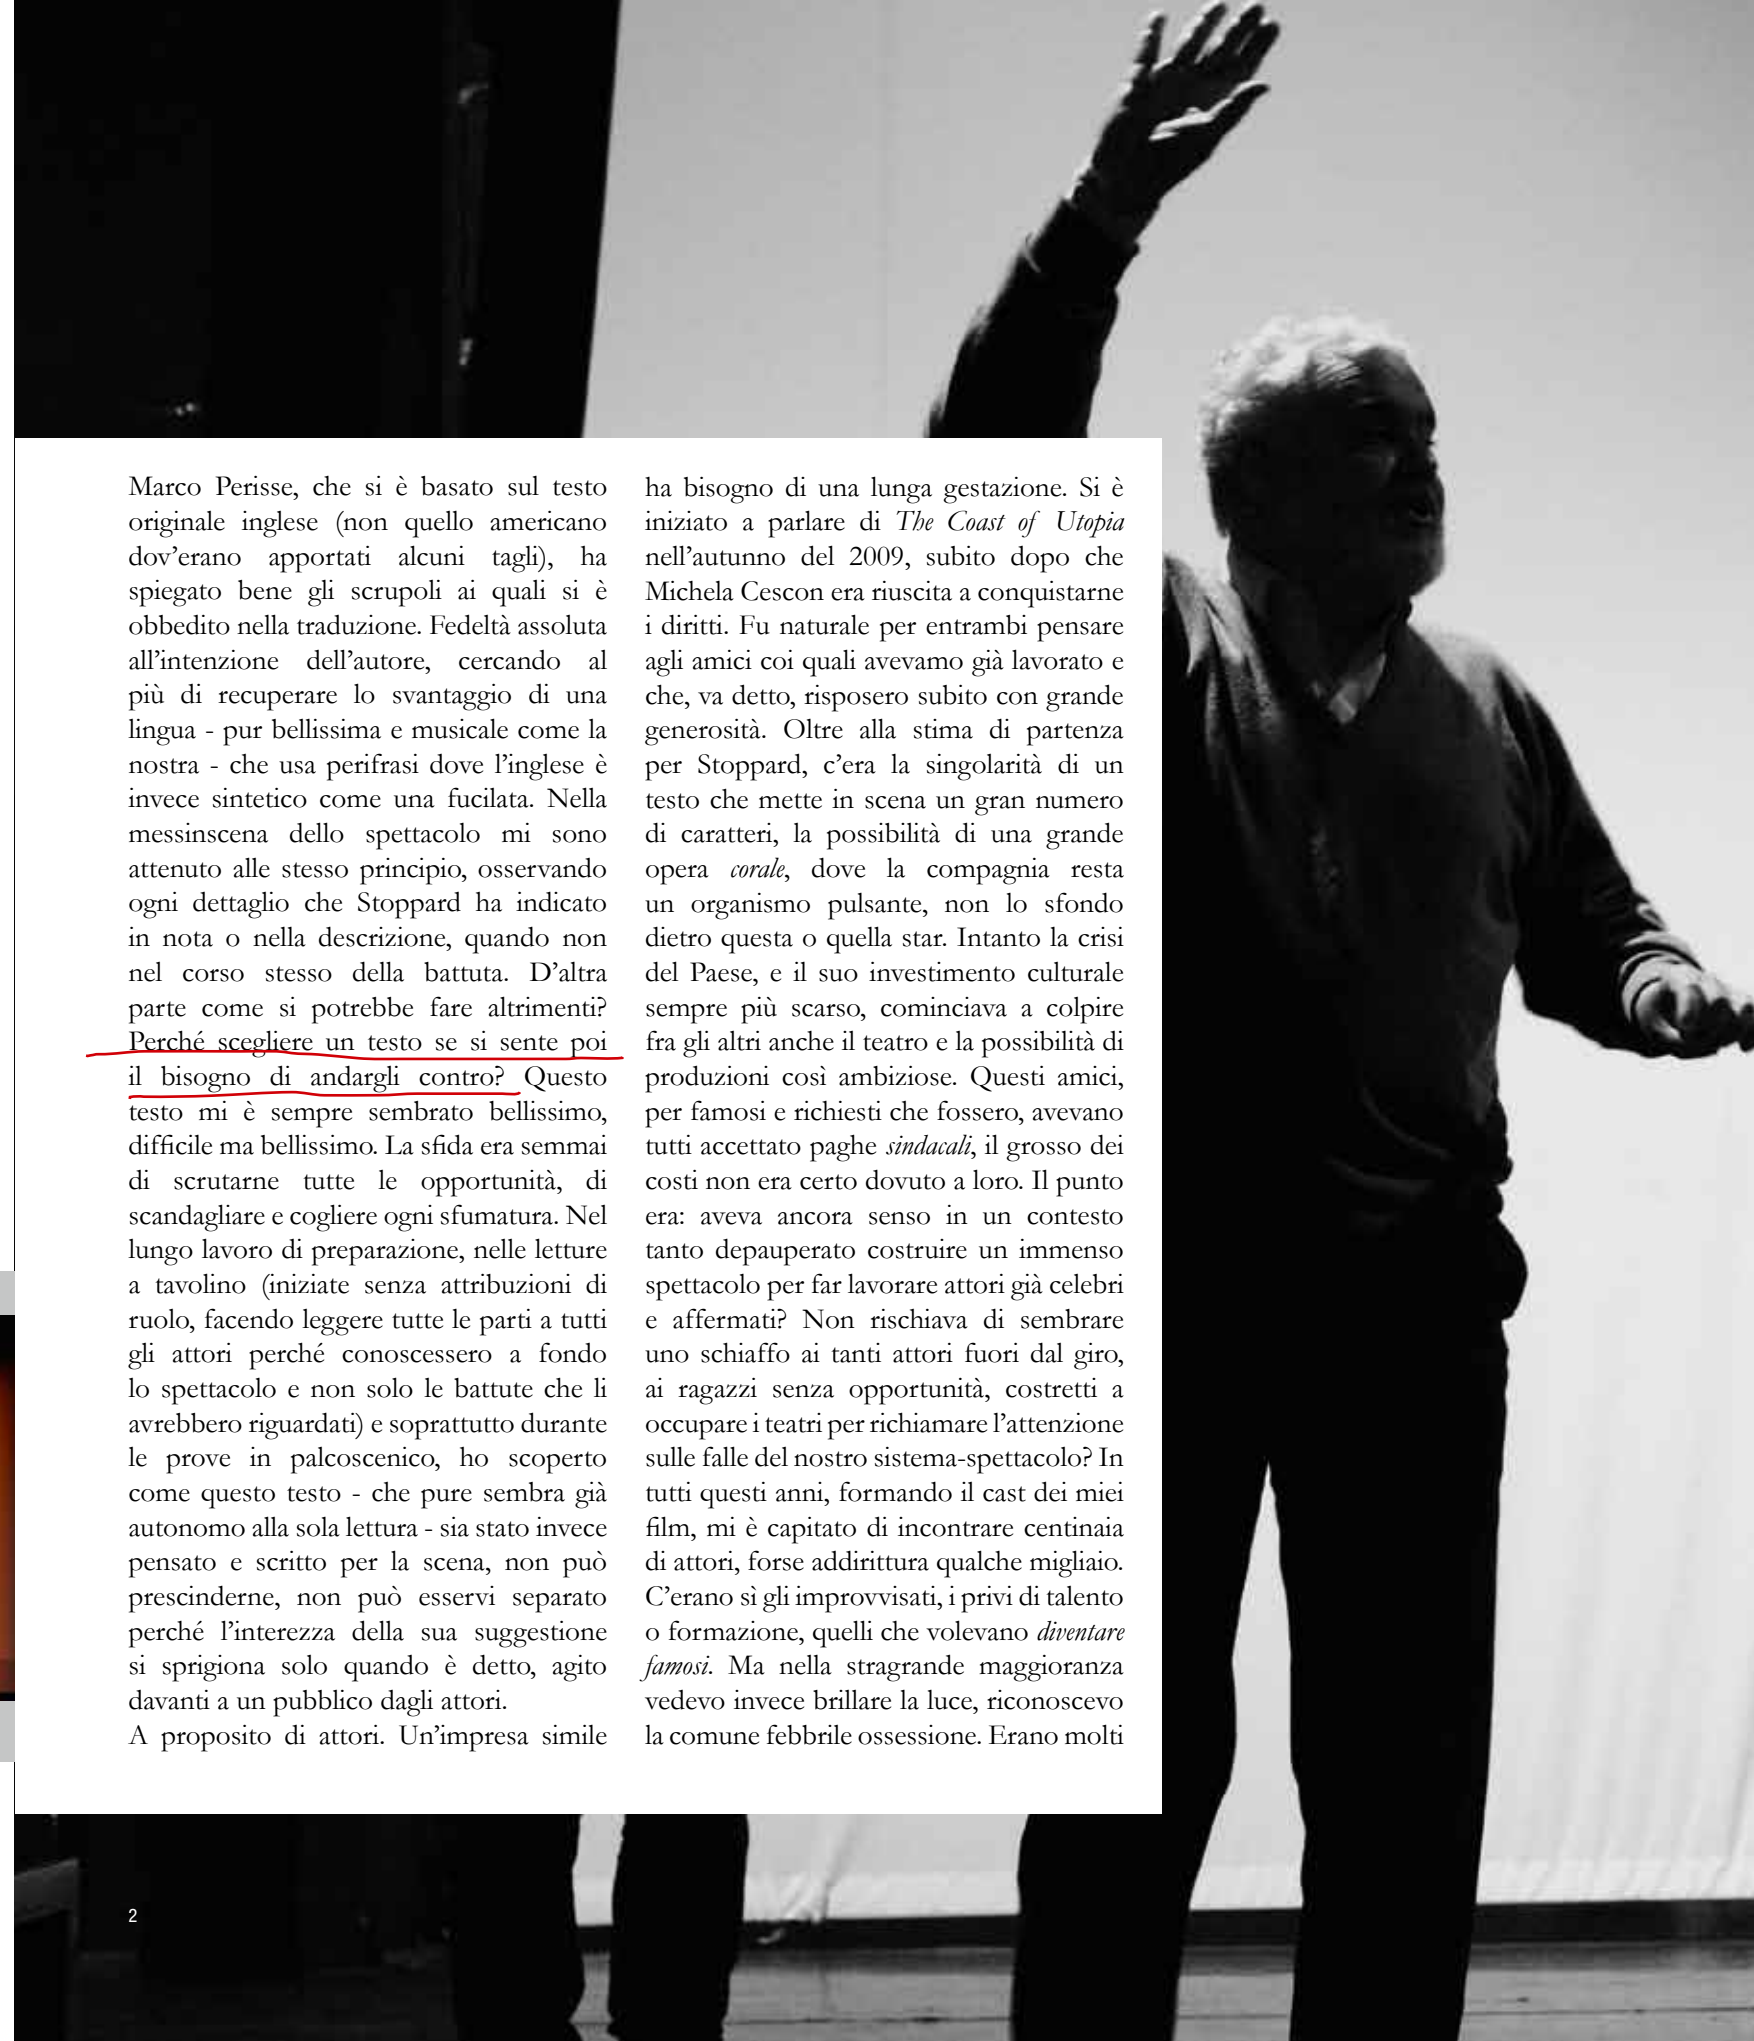 Marco Perisse, che si è basato sul testo
originale inglese (non quello americano
dov'erano apportati alcuni tagli), ha
spiegato bene gli scrupoli ai quali si è
obbedito nella traduzione. Fedeltà assoluta
all'intenzione dell'autore, cercando al
più di recuperare lo svantaggio di una
lingua - pur bellissima e musicale come la
nostra - che usa perifrasi dove l'inglese è
invece sintetico come una fucilata. Nella
messinscena dello spettacolo mi sono
attenuto alle stesso principio, osservando
ogni dettaglio che Stoppard ha indicato
in nota o nella descrizione, quando non
nel corso stesso della battuta. D'altra
parte come si potrebbe fare altrimenti?
Perché scegliere un testo se si sente poi
il bisogno di andargli contro? Questo
testo mi è sempre sembrato bellissimo,
difficile ma bellissimo. La sfida era semmai
di scrutarne tutte le opportunità, di
scandagliare e cogliere ogni sfumatura. Nel
lungo lavoro di preparazione, nelle letture
a tavolino (iniziate senza attribuzioni di
ruolo, facendo leggere tutte le parti a tutti
gli attori perché conoscessero a fondo
lo spettacolo e non solo le battute che li
avrebbero riguardati) e soprattutto durante
le prove in palcoscenico, ho scoperto
come questo testo - che pure sembra già
autonomo alla sola lettura - sia stato invece
pensato e scritto per la scena, non può
prescinderne, non può esservi separato
perché l'interezza della sua suggestione
si sprigiona solo quando è detto, agito
davanti a un pubblico dagli attori.
A proposito di attori. Un'impresa simile
ha bisogno di una lunga gestazione. Si è
iniziato a parlare di The Coast of Utopia
nell'autunno del 2009, subito dopo che
Michela Cescon era riuscita a conquistarne
i diritti. Fu naturale per entrambi pensare
agli amici coi quali avevamo già lavorato e
che, va detto, risposero subito con grande
generosità. Oltre alla stima di partenza
per Stoppard, c'era la singolarità di un
testo che mette in scena un gran numero
di caratteri, la possibilità di una grande
opera corale, dove la compagnia resta
un organismo pulsante, non lo sfondo
dietro questa o quella star. Intanto la crisi
del Paese, e il suo investimento culturale
sempre più scarso, cominciava a colpire
fra gli altri anche il teatro e la possibilità di
produzioni così ambiziose. Questi amici,
per famosi e richiesti che fossero, avevano
tutti accettato paghe sindacali, il grosso dei
costi non era certo dovuto a loro. Il punto
era: aveva ancora senso in un contesto
tanto depauperato costruire un immenso
spettacolo per far lavorare attori già celebri
e affermati? Non rischiava di sembrare
uno schiaffo ai tanti attori fuori dal giro,
ai ragazzi senza opportunità, costretti a
occupare i teatri per richiamare l'attenzione
sulle falle del nostro sistema-spettacolo? In
tutti questi anni, formando il cast dei miei
film, mi è capitato di incontrare centinaia
di attori, forse addirittura qualche migliaio.
C'erano sì gli improvvisati, i privi di talento
o formazione, quelli che volevano diventare
famosi. Ma nella stragrande maggioranza
vedevo invece brillare la luce, riconoscevo
la comune febbrile ossessione. Erano molti
2